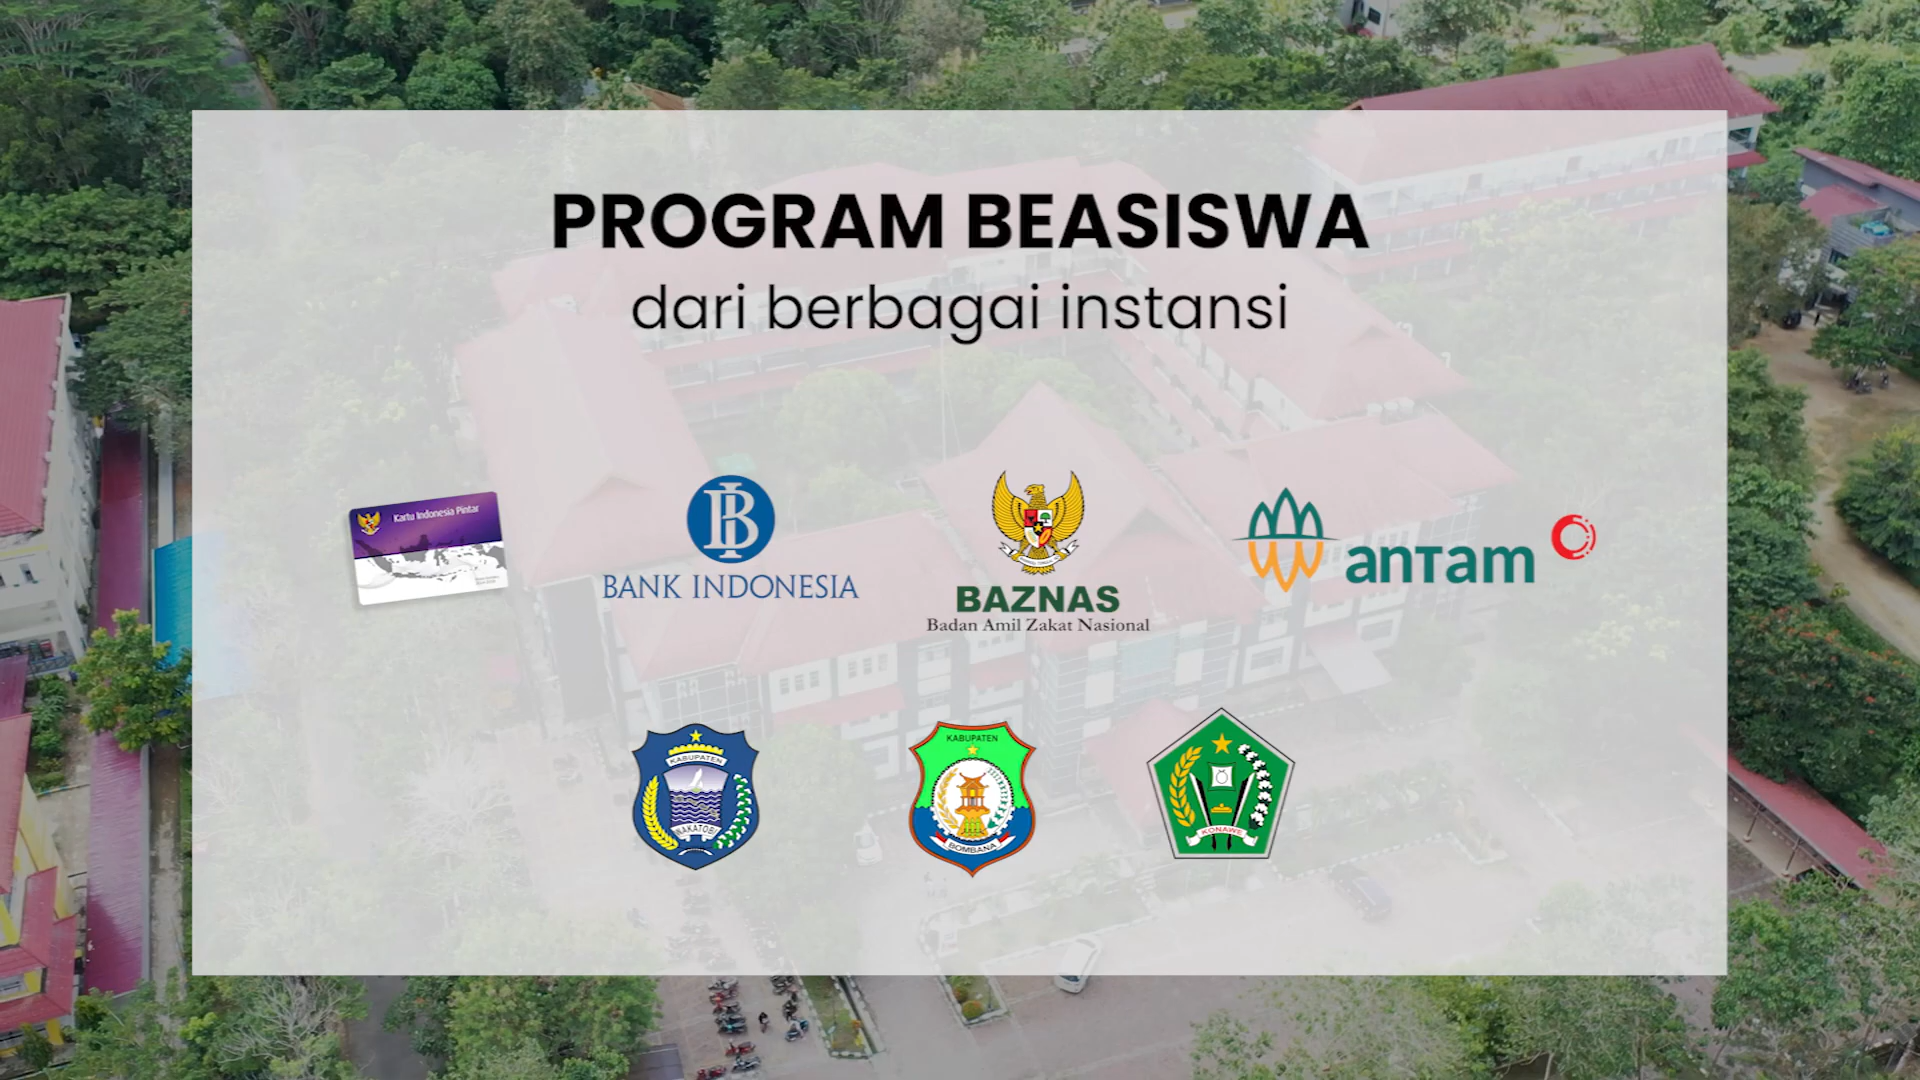 PROGRAM BEASISWA
dari berbagai instansi
Kartu Indonesia Pintar
BANK INDONESIA
BAZNAS
Badan Amil Zakat Nasional
antam
KABUPATEN
WAKATOBI
KABUPATEN
BOMBANA
KONAWE